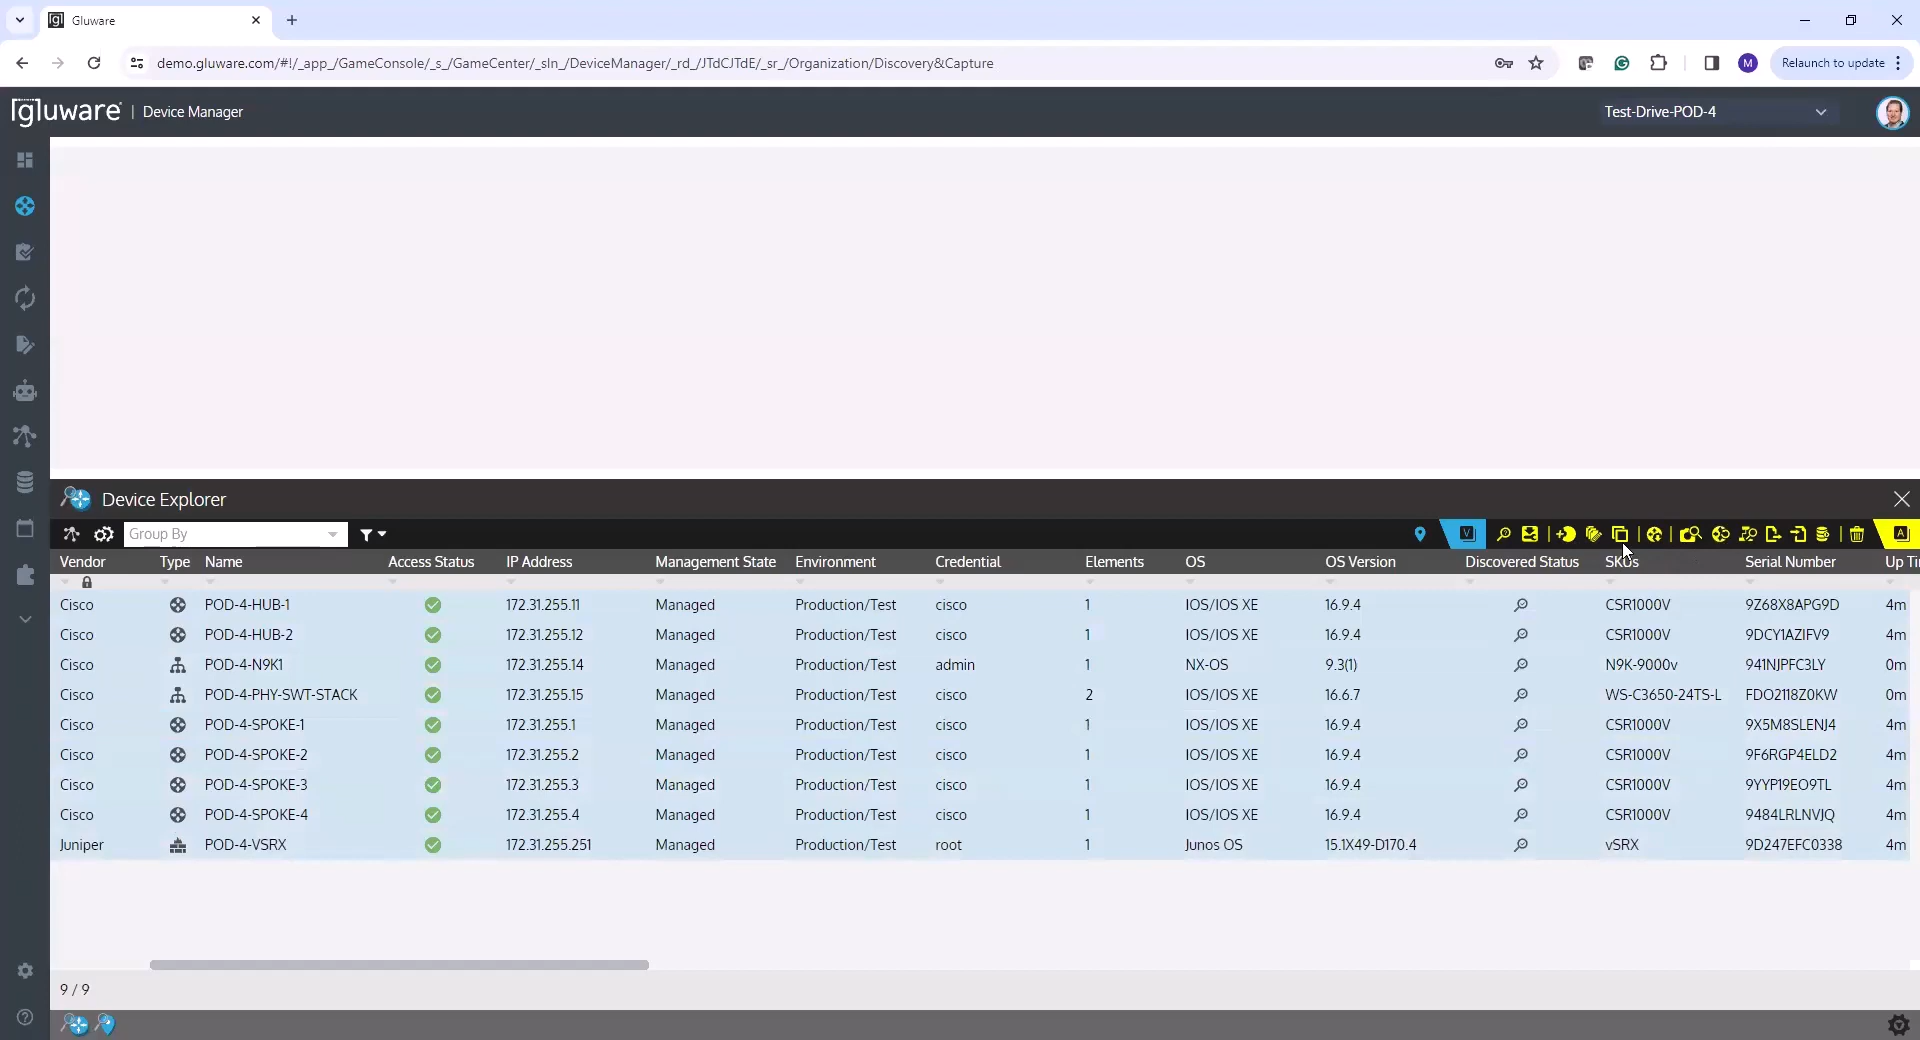 Gluware
demo.gluware.com/#!/_app_/GameConsole/_s_/GameCenter/_sln_/DeviceManager/_rd_/JTdCJTdE/_sr_/Organization/Discovery&Capture
M
Relaunch to update
gluware | Device Manager
Test-Drive-POD-4
Device Explorer
Group By
V
A
Vendor Type Name Access Status IP Address Management State Environment Credential Elements OS OS Version Discovered Status SKUs Serial Number Up Ti
Cisco POD-4-HUB-1 172.31.255.11 Managed Production/Test cisco 1 IOS/IOS XE 16.9.4 CSR1000V 9Z68X8APG9D 4m
Cisco POD-4-HUB-2 172.31.255.12 Managed Production/Test cisco 1 IOS/IOS XE 16.9.4 CSR1000V 9DCY1AZIFV9 4m
Cisco POD-4-N9K1 172.31.255.14 Managed Production/Test admin 1 NX-OS 9.3(1) N9K-9000v 941NJPFC3LY 0m
Cisco POD-4-PHY-SWT-STACK 172.31.255.15 Managed Production/Test cisco 2 IOS/IOS XE 16.6.7 WS-C3650-24TS-L FDO2118Z0KW 0m
Cisco POD-4-SPOKE-1 172.31.255.1 Managed Production/Test cisco 1 IOS/IOS XE 16.9.4 CSR1000V 9X5M8SLENJ4 4m
Cisco POD-4-SPOKE-2 172.31.255.2 Managed Production/Test cisco 1 IOS/IOS XE 16.9.4 CSR1000V 9F6RGP4ELD2 4m
Cisco POD-4-SPOKE-3 172.31.255.3 Managed Production/Test cisco 1 IOS/IOS XE 16.9.4 CSR1000V 9YYP19EO9TL 4m
Cisco POD-4-SPOKE-4 172.31.255.4 Managed Production/Test cisco 1 IOS/IOS XE 16.9.4 CSR1000V 9484LRLNVJQ 4m
Juniper POD-4-VSRX 172.31.255.251 Managed Production/Test root 1 Junos OS 15.1X49-D170.4 vSRX 9D247EFC0338 4m
9 / 9